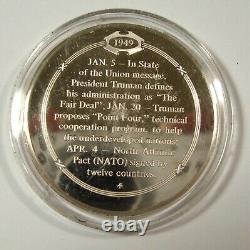 1949
JAN. 5 – In State
of the Union message,
President Truman defines
his administration as "The
Fair Deal". JAN. 20 – Truman
proposes "Point Four," technical
cooperation program, to help
the underdeveloped nations.
APR. 4 – North Atlantic
Pact (NATO) signed by
twelve countries.